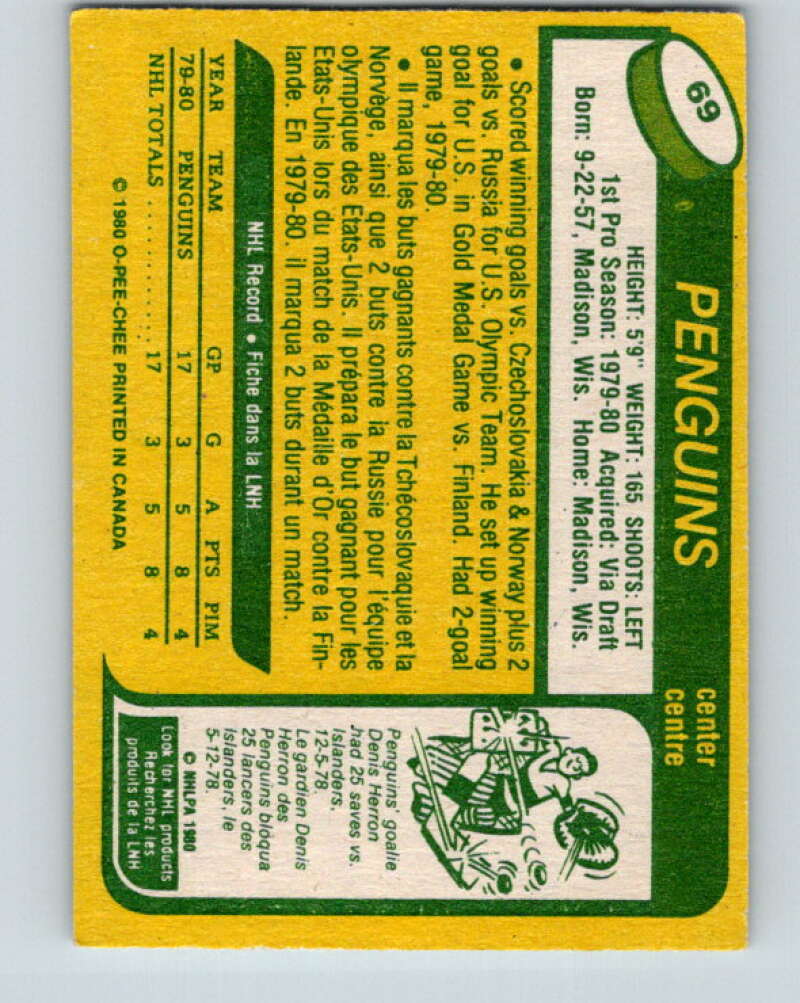 69
PENGUINS
center
centre
HEIGHT: 5'9" WEIGHT: 165 SHOOTS: LEFT
1st Pro Season: 1979-80 Acquired: Via Draft
Born: 9-22-57, Madison, Wis. Home: Madison, Wis.
• Scored winning goals vs. Czechoslovakia & Norway plus 2
goals vs. Russia for U.S. Olympic Team. He set up winning
goal for U.S. in Gold Medal Game vs. Finland. Had 2-goal
game, 1979-80.
• Il marqua les buts gagnants contre la Tchécoslovaquie et la
Norvège, ainsi que 2 buts contre la Russie pour l'équipe
olympique des Etats-Unis. Il prépara le but gagnant pour les
Etats-Unis lors du match de la Médaille d'Or contre la Fin-
lande. En 1979-80. il marqua 2 buts durant un match.
NHL Record • Fiche dans la LNH
YEAR TEAM GP G A PTS PIM
79-80 PENGUINS 17 3 5 8 4
NHL TOTALS .......... 17 3 5 8 4
© 1980 O-PEE-CHEE PRINTED IN CANADA
Penguins' goalie
Denis Herron
had 25 saves vs.
Islanders,
12-5-78.
Le gardien Denis
Herron des
Penguins bloqua
25 lancers des
Islanders, le
5-12-78.
© NHLPA 1980
Look for NHL products
Recherchez les
produits de la LNH